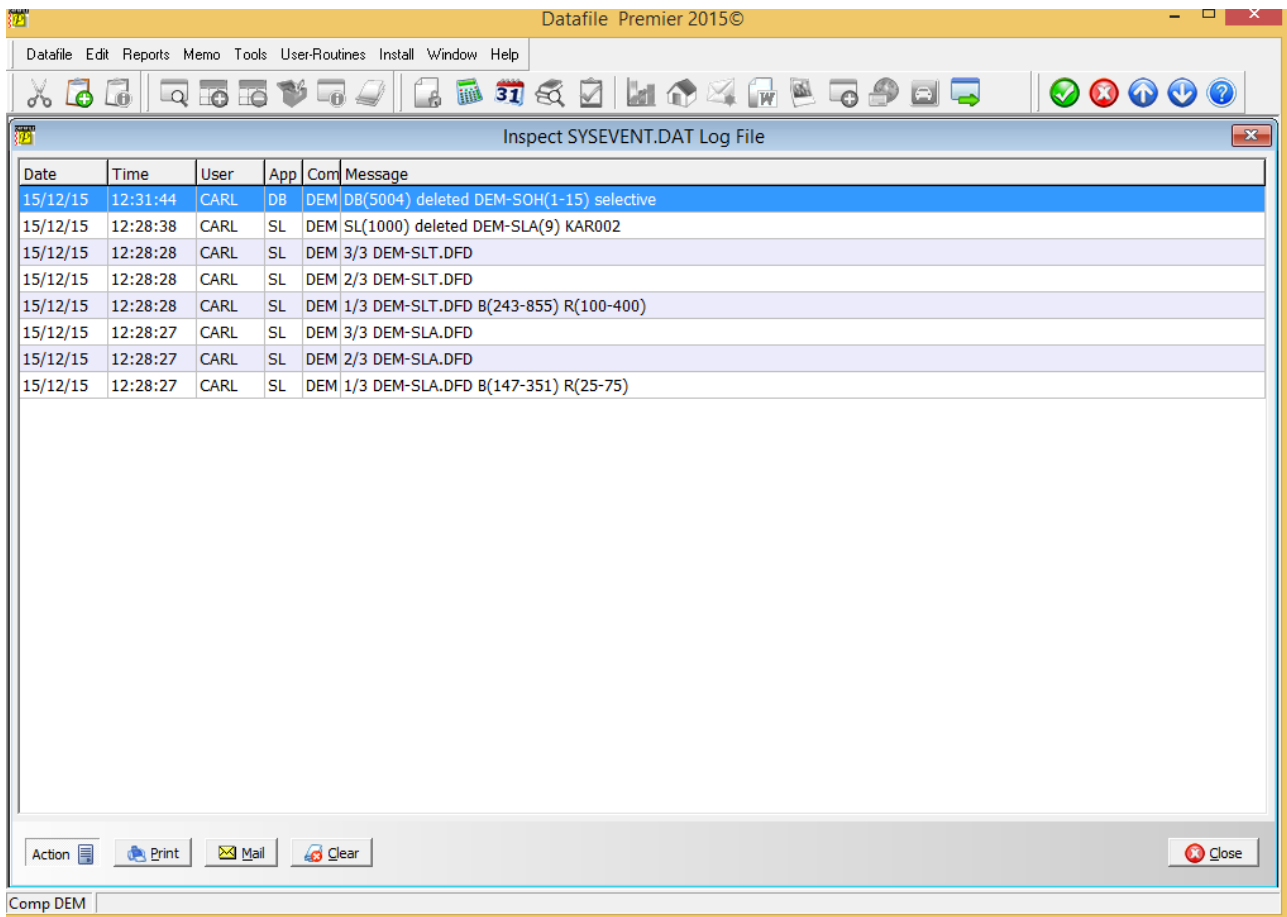 Datafile Premier 2015©
Datafile Edit Reports Memo Tools User-Routines Install Window Help
31 W ?
Inspect SYSEVENT.DAT Log File
Date Time User App Com Message
15/12/15 12:31:44 CARL DB DEM DB(5004) deleted DEM-SOH(1-15) selective
15/12/15 12:28:38 CARL SL DEM SL(1000) deleted DEM-SLA(9) KAR002
15/12/15 12:28:28 CARL SL DEM 3/3 DEM-SLT.DFD
15/12/15 12:28:28 CARL SL DEM 2/3 DEM-SLT.DFD
15/12/15 12:28:28 CARL SL DEM 1/3 DEM-SLT.DFD B(243-855) R(100-400)
15/12/15 12:28:27 CARL SL DEM 3/3 DEM-SLA.DFD
15/12/15 12:28:27 CARL SL DEM 2/3 DEM-SLA.DFD
15/12/15 12:28:27 CARL SL DEM 1/3 DEM-SLA.DFD B(147-351) R(25-75)
Action Print Mail Clear Close
Comp DEM